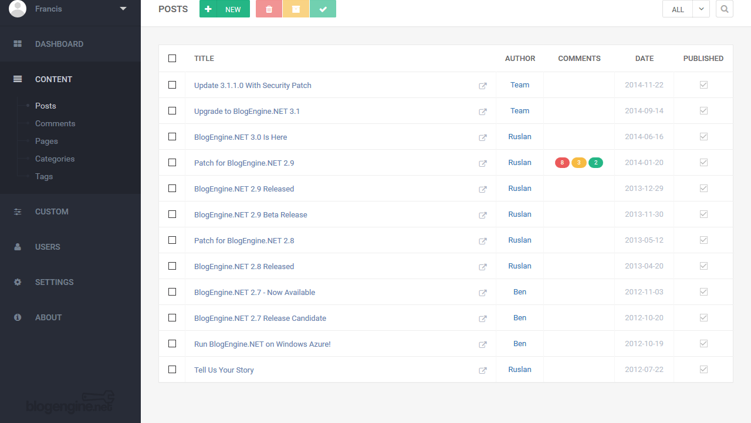 Francis
POSTS
NEW
ALL
DASHBOARD
CONTENT
Posts
Comments
Pages
Categories
Tags
CUSTOM
USERS
SETTINGS
ABOUT
blogengine.net
TITLE AUTHOR COMMENTS DATE PUBLISHED
Update 3.1.1.0 With Security Patch Team 2014-11-22
Upgrade to BlogEngine.NET 3.1 Team 2014-09-14
BlogEngine.NET 3.0 Is Here Ruslan 2014-06-16
Patch for BlogEngine.NET 2.9 Ruslan 8 2 2014-01-20
BlogEngine.NET 2.9 Released Ruslan 2013-12-29
BlogEngine.NET 2.9 Beta Release Ruslan 2013-11-30
Patch for BlogEngine.NET 2.8 Ruslan 2013-05-12
BlogEngine.NET 2.8 Released Ruslan 2013-04-20
BlogEngine.NET 2.7 - Now Available Ben 2012-11-03
BlogEngine.NET 2.7 Release Candidate Ben 2012-10-20
Run BlogEngine.NET on Windows Azure! Ben 2012-10-19
Tell Us Your Story Ruslan 2012-07-22